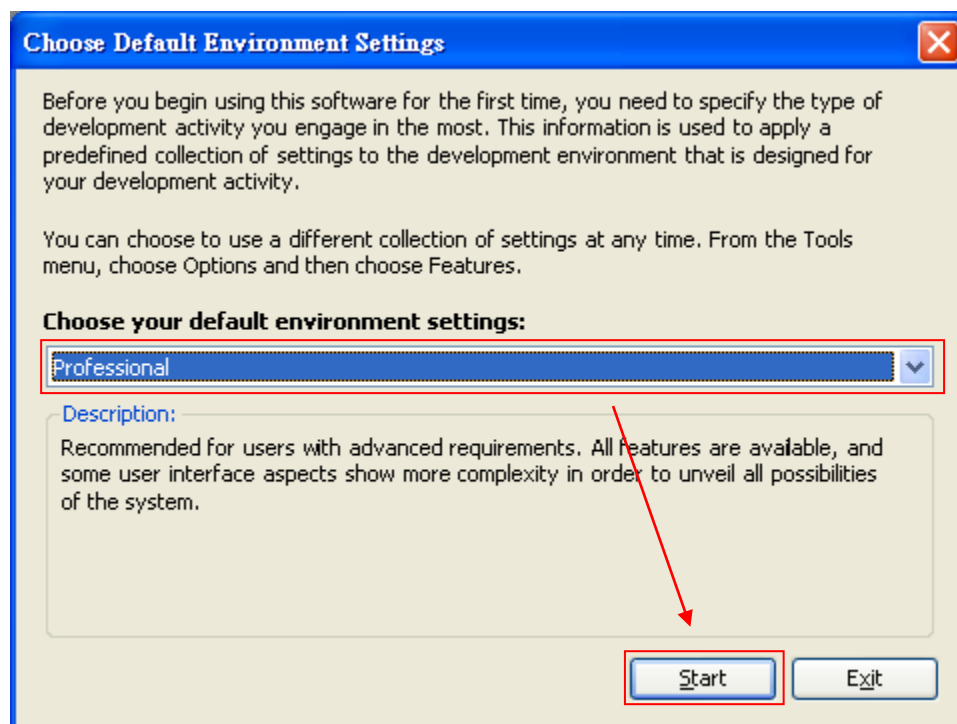 Choose Default Environment Settings
Before you begin using this software for the first time, you need to specify the type of
development activity you engage in the most. This information is used to apply a
predefined collection of settings to the development environment that is designed for
your development activity.
You can choose to use a different collection of settings at any time. From the Tools
menu, choose Options and then choose Features.
Choose your default environment settings:
Professional
Description:
Recommended for users with advanced requirements. All features are available, and
some user interface aspects show more complexity in order to unveil all possibilities
of the system.
Start
Exit